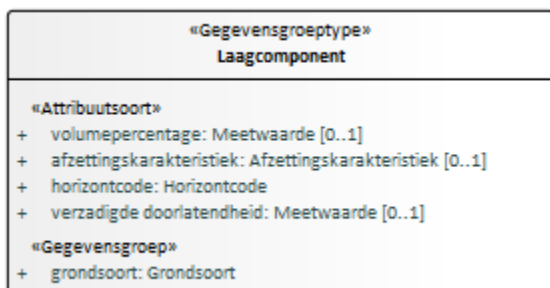 «Gegevensgroeptype»
Laagcomponent
«Attribuutsoort»
+ volumepercentage: Meetwaarde [0..1]
+ afzettingskarakteristiek: Afzettingskarakteristiek [0..1]
+ horizontcode: Horizontcode
+ verzadigde doorlatendheid: Meetwaarde [0..1]
«Gegevensgroep»
+ grondsoort: Grondsoort